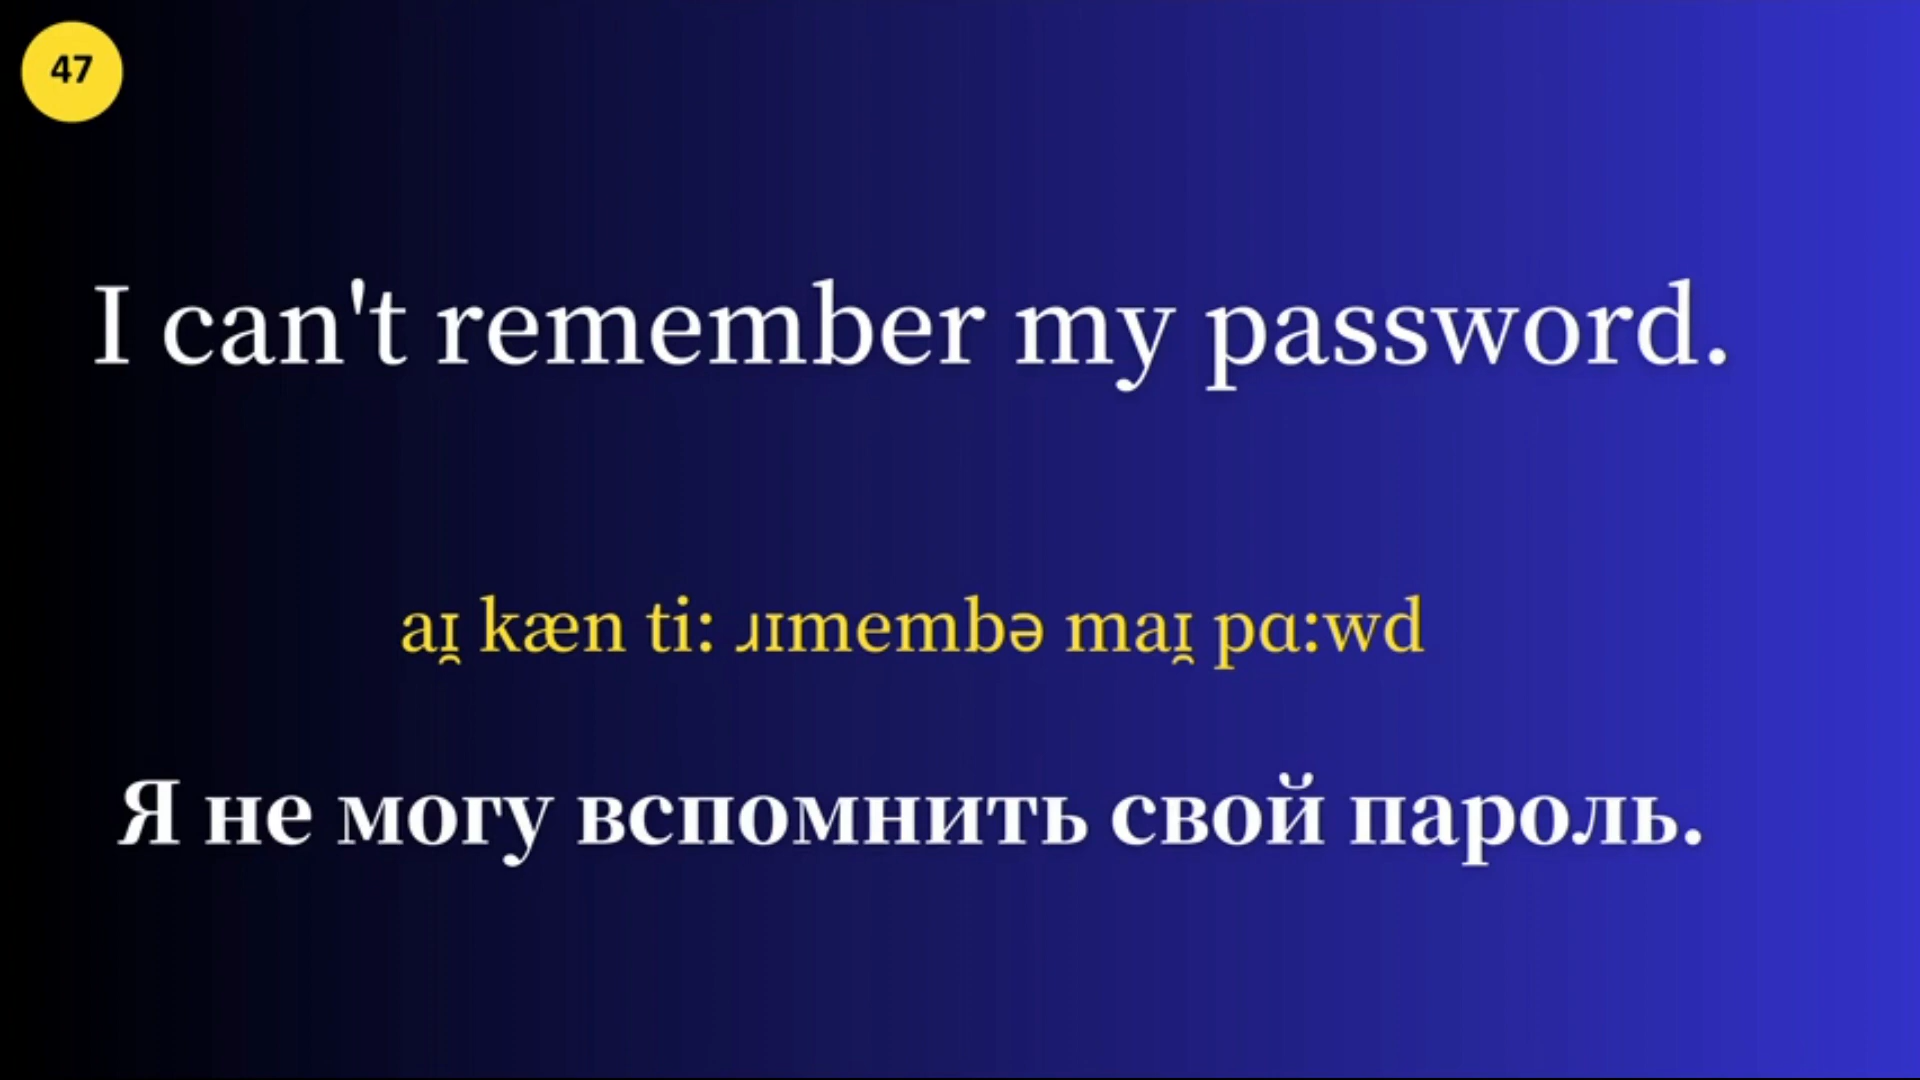 47
I can't remember my password.
aɪ̯ kæn ti: ɹɪmembə maɪ̯ pɑ:wd
Я не могу вспомнить свой пароль.